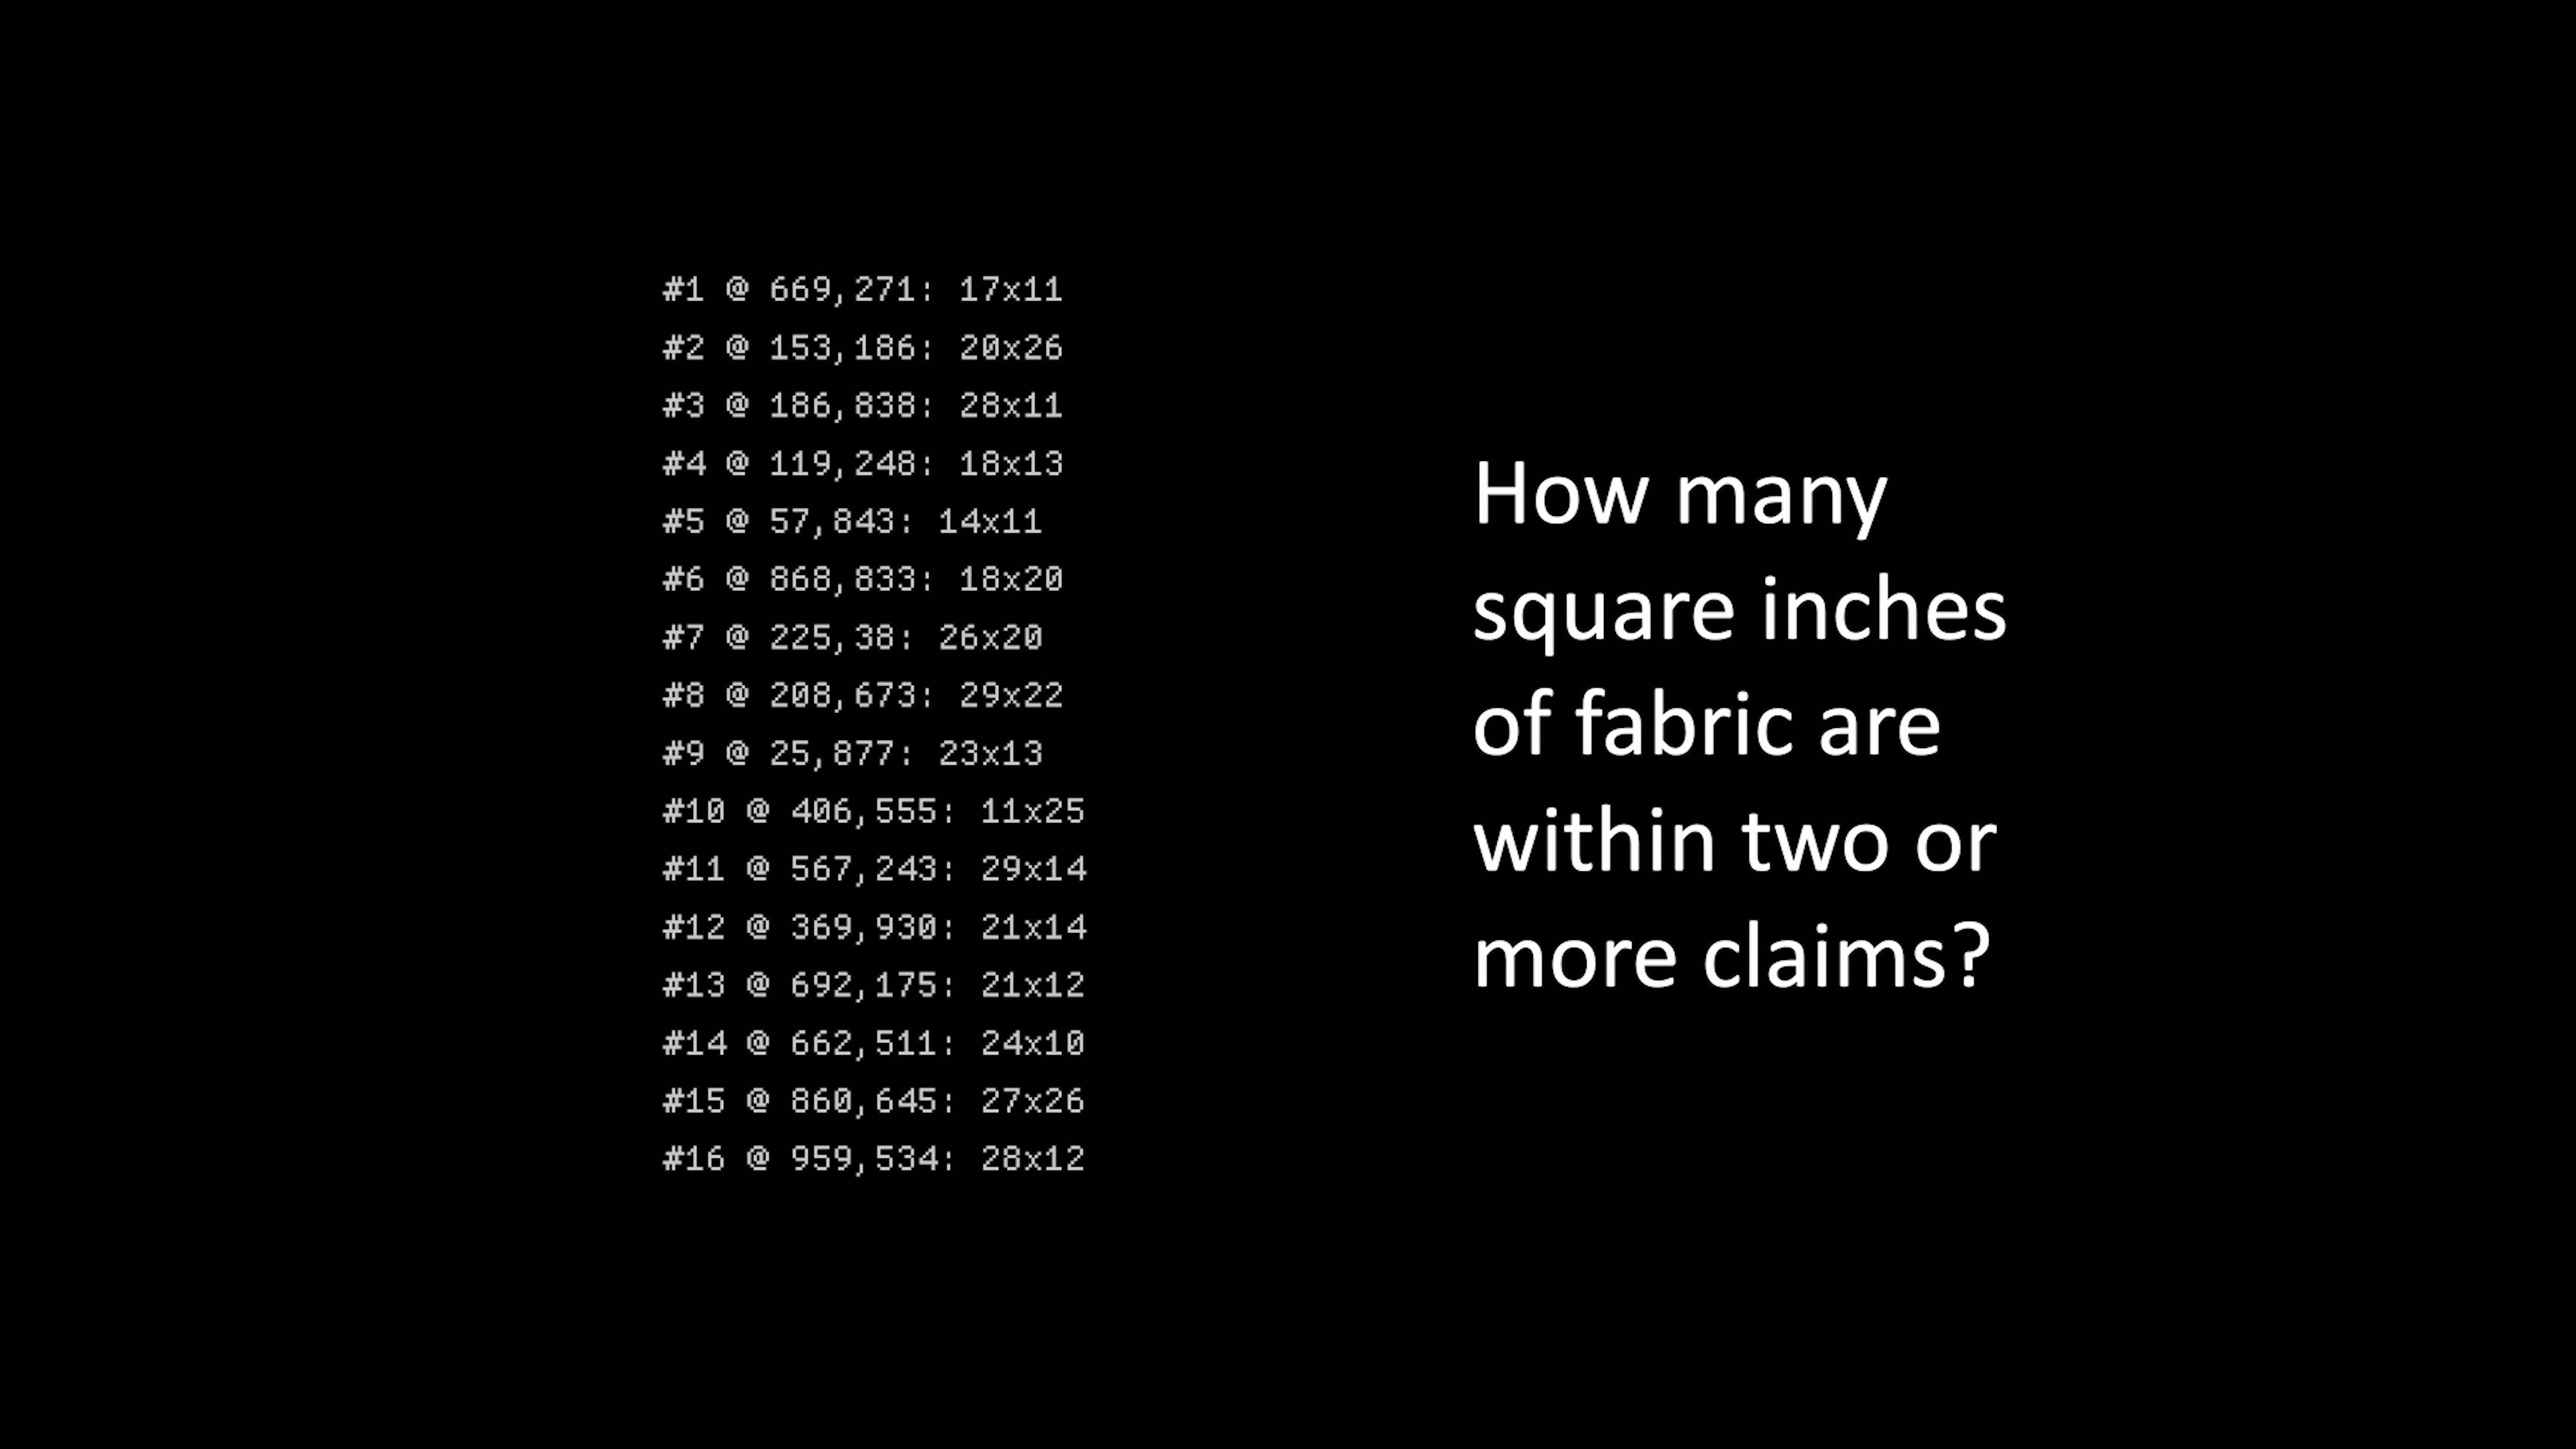 #1 @ 669,271: 17x11
#2 @ 153,186: 20x26
#3 @ 186,838: 28x11
#4 @ 119,248: 18x13
#5 @ 57,843: 14x11
#6 @ 868,833: 18x20
#7 @ 225,38: 26x20
#8 @ 208,673: 29x22
#9 @ 25,877: 23x13
#10 @ 406,555: 11x25
#11 @ 567,243: 29x14
#12 @ 369,930: 21x14
#13 @ 692,175: 21x12
#14 @ 662,511: 24x10
#15 @ 860,645: 27x26
#16 @ 959,534: 28x12
How many
square inches
of fabric are
within two or
more claims?